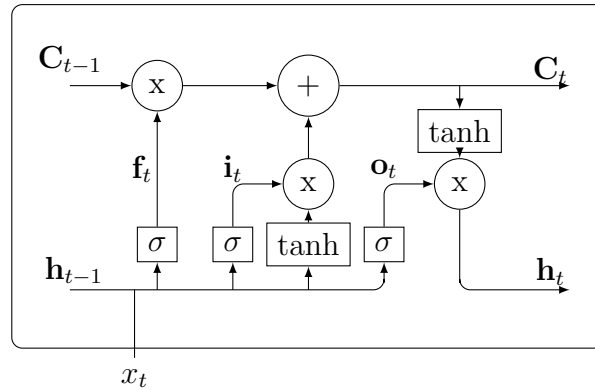 C_{t-1} x + C_t
tanh
f_t i_t x o_t x
σ σ tanh σ
h_{t-1} h_t
x_t